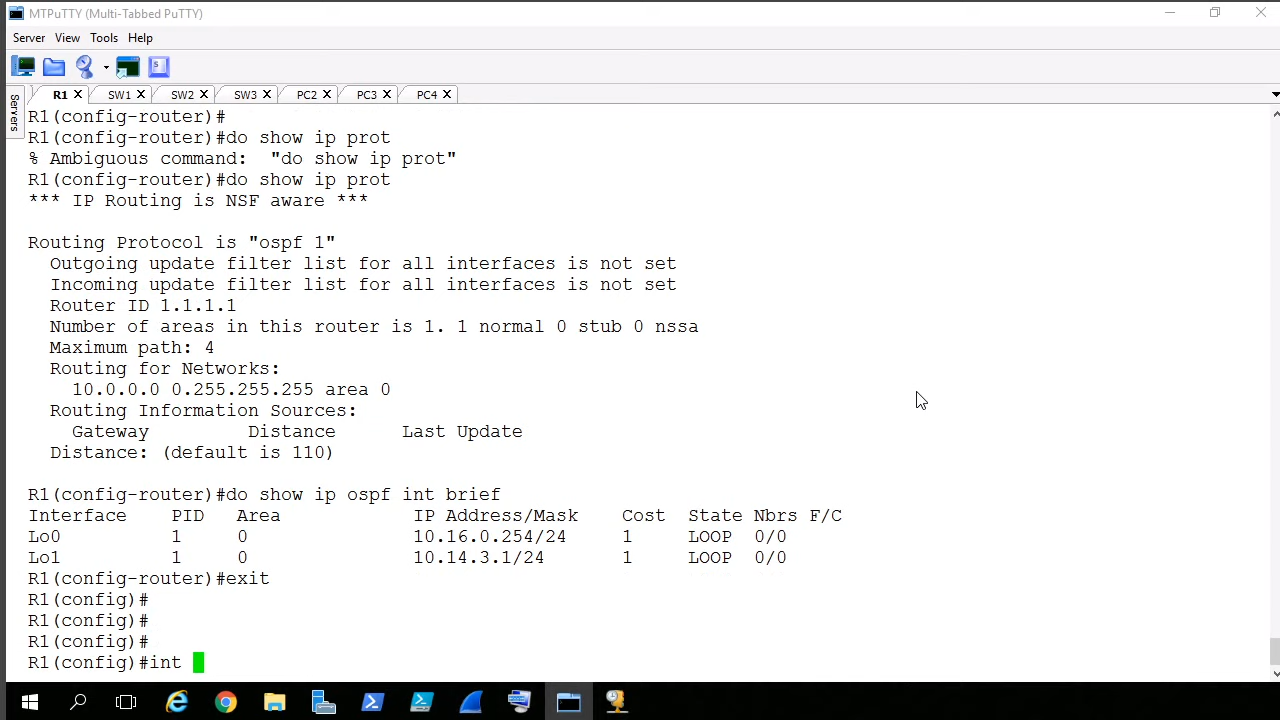 MTPuTTY (Multi-Tabbed PuTTY)
Server View Tools Help
Servers
R1 SW1 SW2 SW3 PC2 PC3 PC4
R1(config-router)#
R1(config-router)#do show ip prot
% Ambiguous command:  "do show ip prot"
R1(config-router)#do show ip prot
*** IP Routing is NSF aware ***
Routing Protocol is "ospf 1"
Outgoing update filter list for all interfaces is not set
Incoming update filter list for all interfaces is not set
Router ID 1.1.1.1
Number of areas in this router is 1. 1 normal 0 stub 0 nssa
Maximum path: 4
Routing for Networks:
10.0.0.0 0.255.255.255 area 0
Routing Information Sources:
Gateway Distance Last Update
Distance: (default is 110)
R1(config-router)#do show ip ospf int brief
Interface PID Area IP Address/Mask Cost State Nbrs F/C
Lo0 1 0 10.16.0.254/24 1 LOOP 0/0
Lo1 1 0 10.14.3.1/24 1 LOOP 0/0
R1(config-router)#exit
R1(config)#
R1(config)#
R1(config)#
R1(config)#int